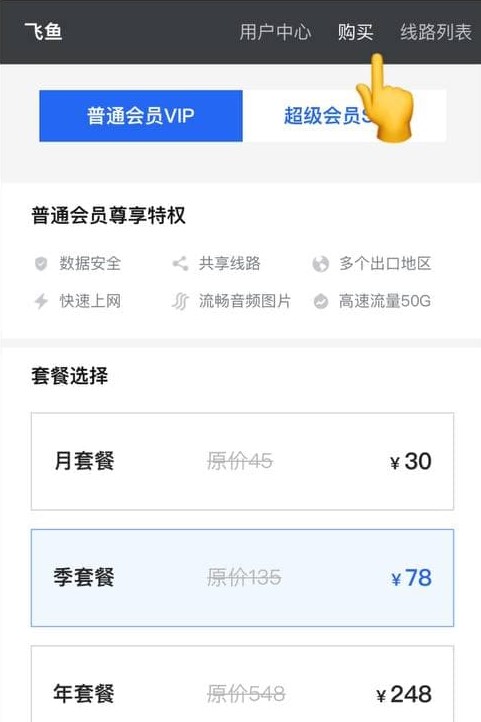 飞鱼 用户中心 购买 线路列表
普通会员VIP 超级会员
普通会员尊享特权
数据安全 共享线路 多个出口地区
快速上网 流畅音频图片 高速流量50G
套餐选择
月套餐 原价45 ¥30
季套餐 原价135 ¥78
年套餐 原价548 ¥248